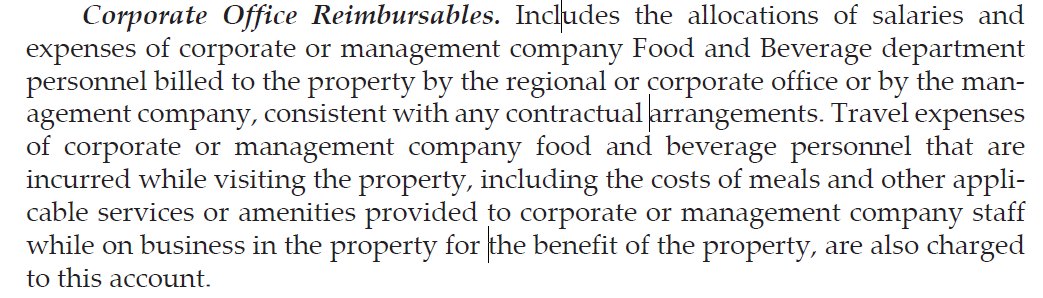 Corporate Office Reimbursables. Includes the allocations of salaries and
expenses of corporate or management company Food and Beverage department
personnel billed to the property by the regional or corporate office or by the man-
agement company, consistent with any contractual arrangements. Travel expenses
of corporate or management company food and beverage personnel that are
incurred while visiting the property, including the costs of meals and other appli-
cable services or amenities provided to corporate or management company staff
while on business in the property for the benefit of the property, are also charged
to this account.